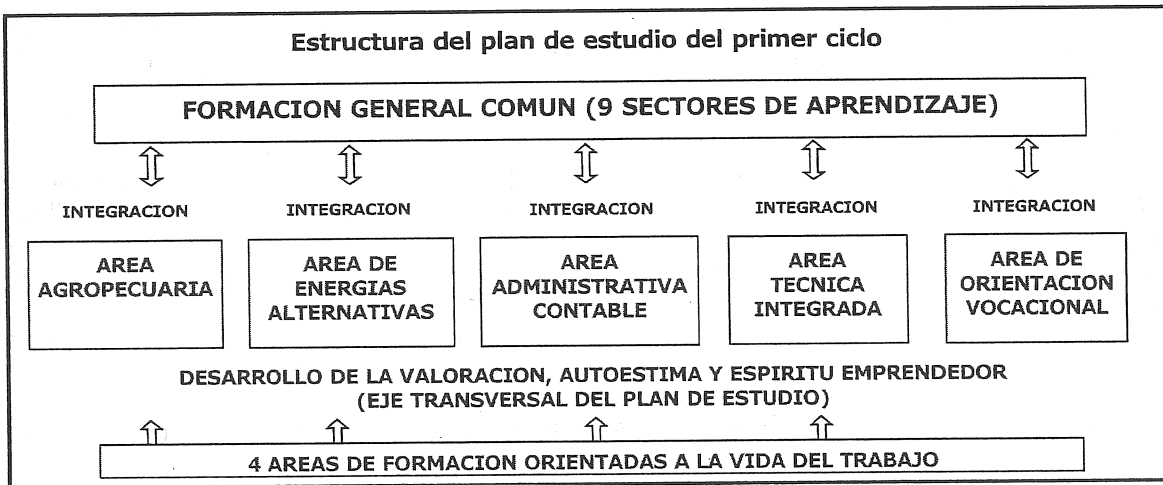 Estructura del plan de estudio del primer ciclo
FORMACION GENERAL COMUN (9 SECTORES DE APRENDIZAJE)
INTEGRACION
INTEGRACION
INTEGRACION
INTEGRACION
INTEGRACION
AREA
AGROPECUARIA
AREA DE
ENERGIAS
ALTERNATIVAS
AREA
ADMINISTRATIVA
CONTABLE
AREA
TECNICA
INTEGRADA
AREA DE
ORIENTACION
VOCACIONAL
DESARROLLO DE LA VALORACION, AUTOESTIMA Y ESPIRITU EMPRENDEDOR
(EJE TRANSVERSAL DEL PLAN DE ESTUDIO)
4 AREAS DE FORMACION ORIENTADAS A LA VIDA DEL TRABAJO